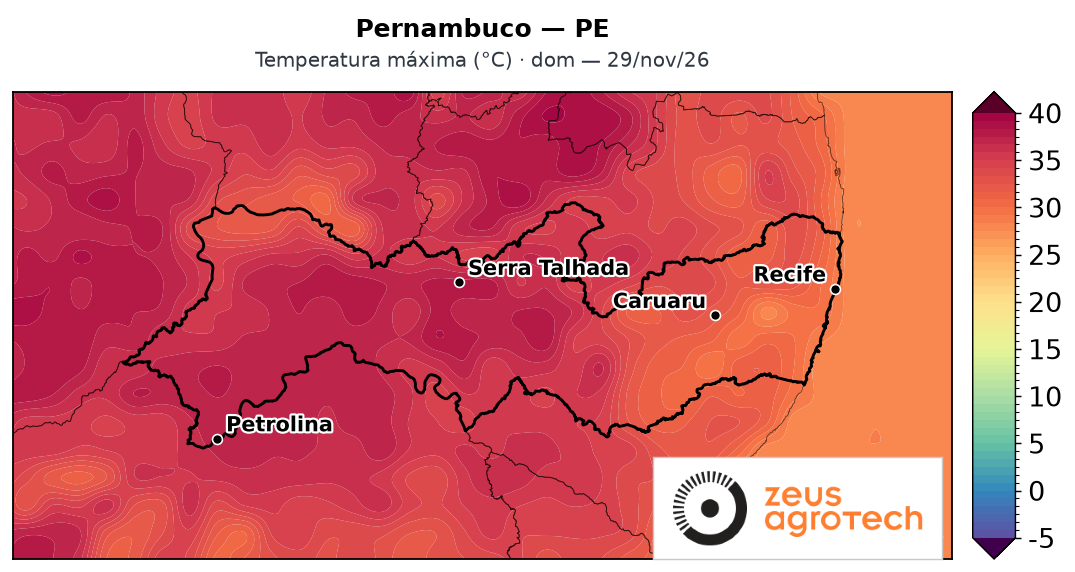 Pernambuco — PE
Temperatura máxima (°C) · dom — 29/nov/26
Serra Talhada
Recife
Caruaru
Petrolina
40
35
30
25
20
15
10
5
0
-5
zeus
agrotech